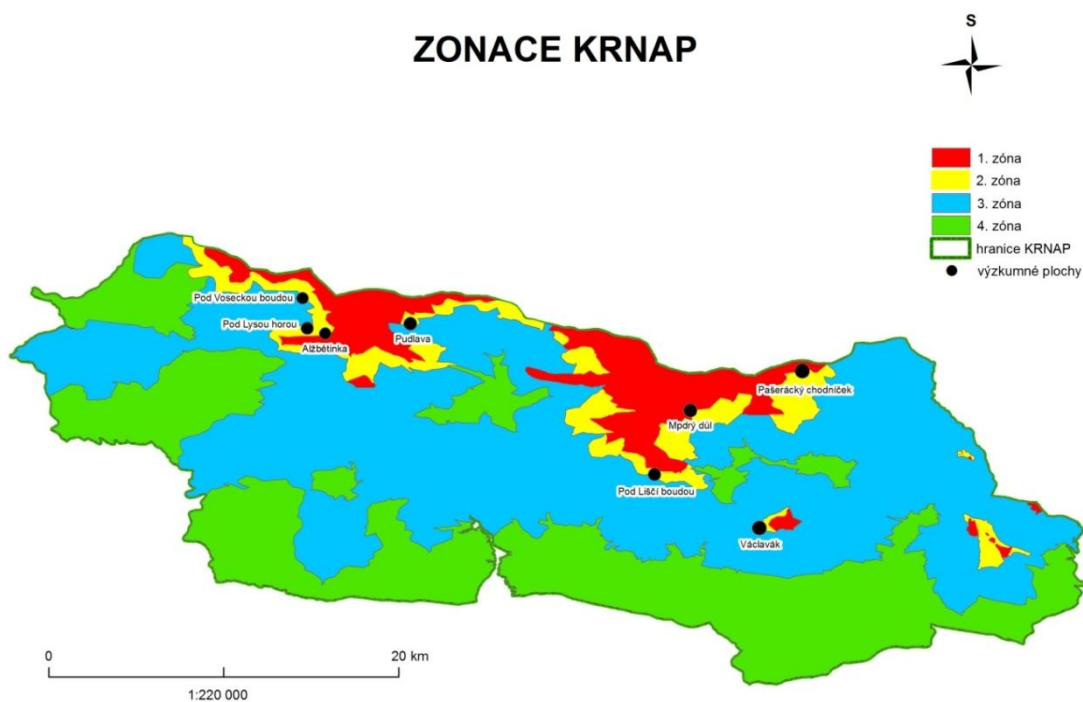 ZONACE KRNAP
S
1. zóna
2. zóna
3. zóna
4. zóna
hranice KRNAP
výzkumné plochy
Pod Voseckou boudou
Pod Lysou horou
Alžbětinka
Pudlava
Pašerácký chodníček
Mpdrý důl
Pod Liščí boudou
Václavák
0 20 km
1:220 000